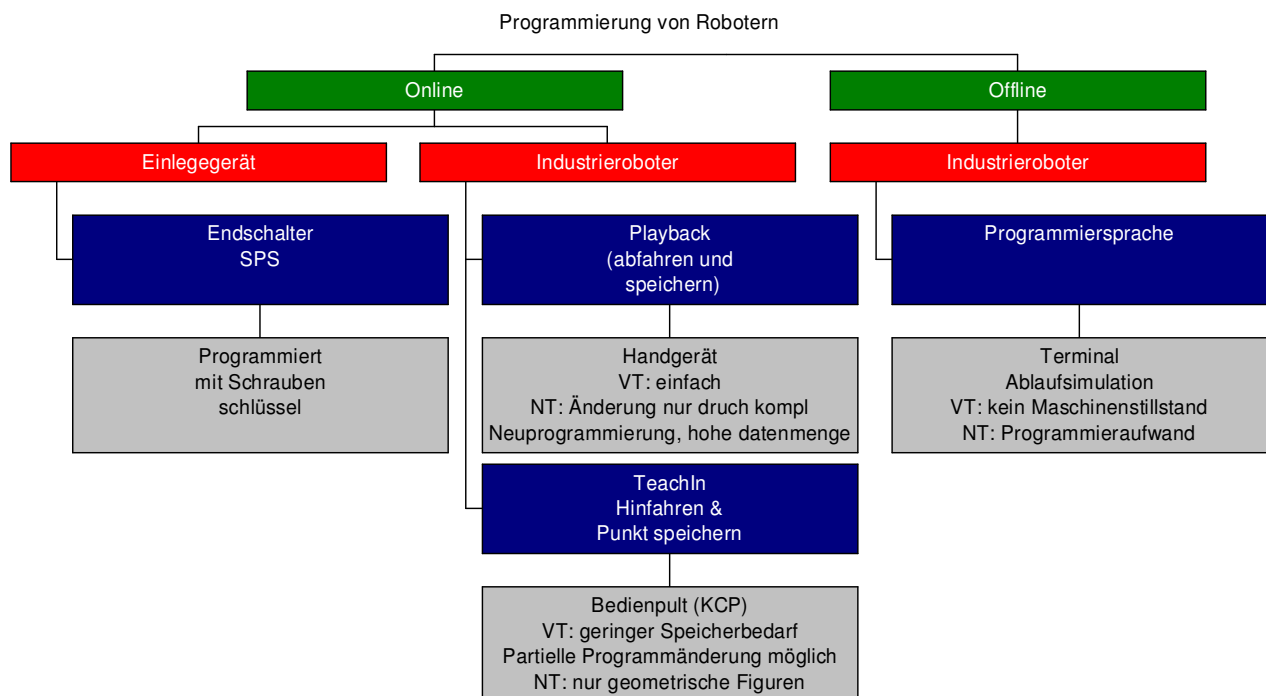 Programmierung von Robotern
Online
Offline
Einlegegerät
Industrieroboter
Industrieroboter
Endschalter
SPS
Playback
(abfahren und
speichern)
Programmiersprache
Programmiert
mit Schrauben
schlüssel
Handgerät
VT: einfach
NT: Änderung nur druch kompl
Neuprogrammierung, hohe datenmenge
Terminal
Ablaufsimulation
VT: kein Maschinenstillstand
NT: Programmieraufwand
TeachIn
Hinfahren &
Punkt speichern
Bedienpult (KCP)
VT: geringer Speicherbedarf
Partielle Programmänderung möglich
NT: nur geometrische Figuren